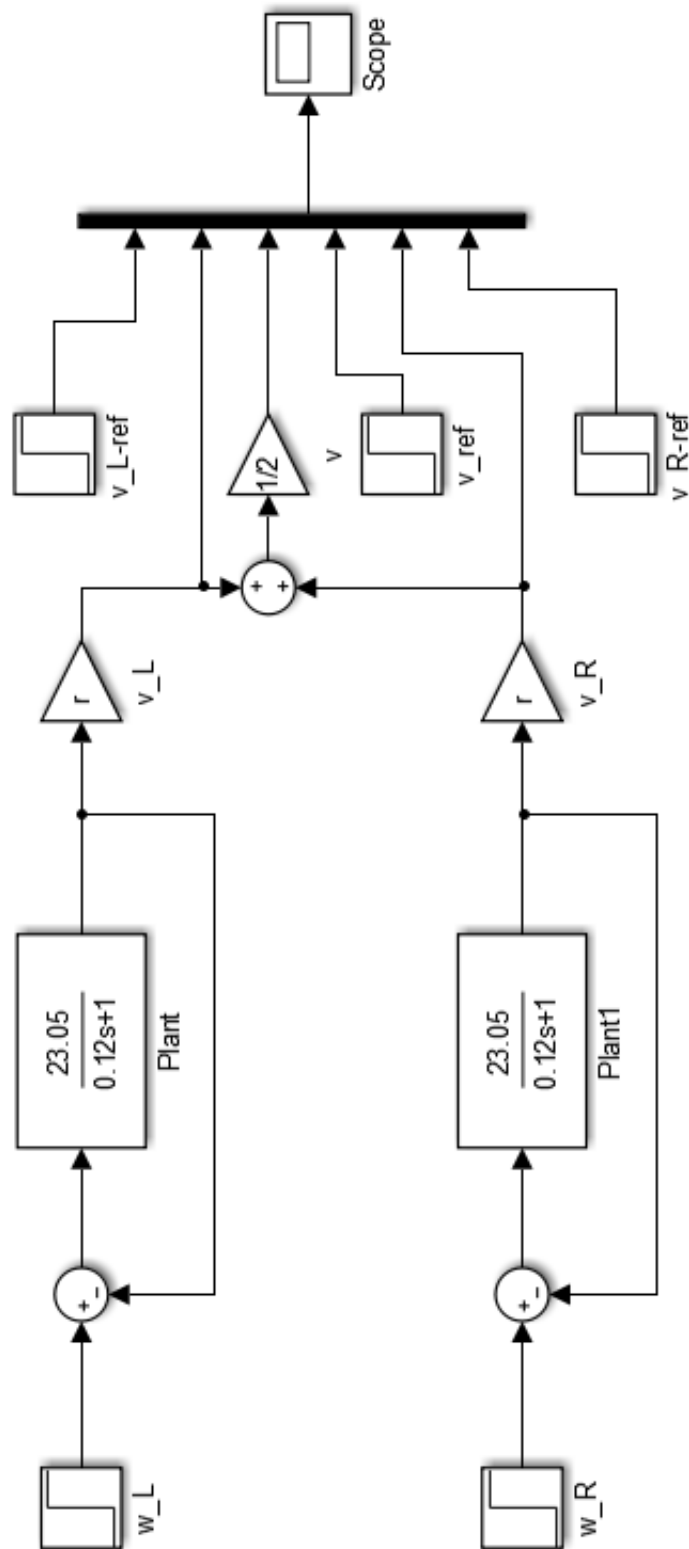 w_L
+
-
23.05
0.12s+1
Plant
r
v_L
v_L-ref
+
+
1/2
v
v_ref
w_R
+
-
23.05
0.12s+1
Plant1
r
v_R
v_R-ref
Scope